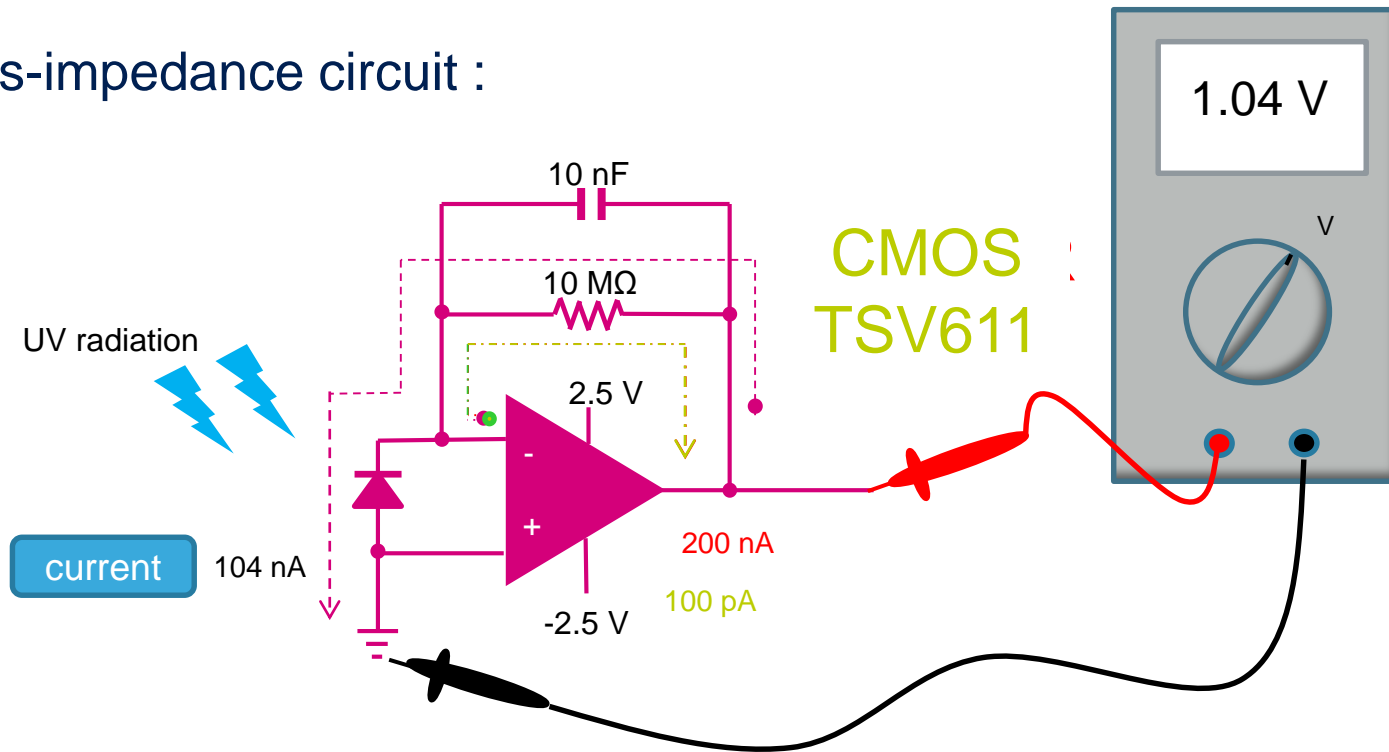 s-impedance circuit :
1.04 V
V
10 nF
10 MΩ
CMOS
TSV611
UV radiation
2.5 V
-
+
-2.5 V
current
104 nA
200 nA
100 pA